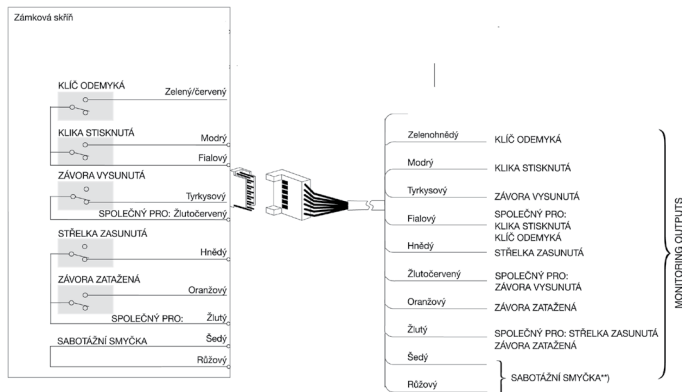 Zámková skříň
KLÍČ ODEMYKÁ
Zelený/červený
KLIKA STISKNUTÁ
Modrý
Fialový
ZÁVORA VYSUNUTÁ
Tyrkysový
SPOLEČNÝ PRO: Žlutočervený
STŘELKA ZASUNUTÁ
Hnědý
ZÁVORA ZATAŽENÁ
Oranžový
SPOLEČNÝ PRO: Žlutý
SABOTÁŽNÍ SMYČKA Šedý
Růžový
Zelenohnědý KLÍČ ODEMYKÁ
Modrý KLIKA STISKNUTÁ
Tyrkysový ZÁVORA VYSUNUTÁ
Fialový SPOLEČNÝ PRO:
KLIKA STISKNUTÁ
KLÍČ ODEMYKÁ
Hnědý STŘELKA ZASUNUTÁ
Žlutočervený SPOLEČNÝ PRO:
ZÁVORA VYSUNUTÁ
Oranžový ZÁVORA ZATAŽENÁ
Žlutý SPOLEČNÝ PRO: STŘELKA ZASUNUTÁ
ZÁVORA ZATAŽENÁ
Šedý
SABOTÁŽNÍ SMYČKA**)
Růžový
MONITORING OUTPUTS